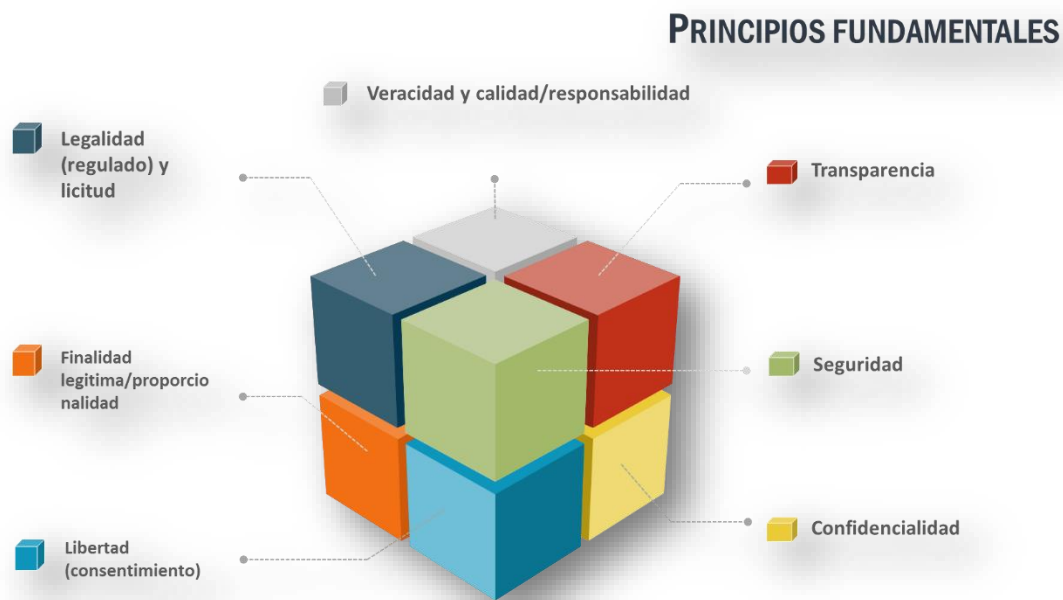 PRINCIPIOS FUNDAMENTALES
Veracidad y calidad/responsabilidad
Legalidad
(regulado) y
licitud
Transparencia
Finalidad
legitima/proporcio
nalidad
Seguridad
Libertad
(consentimiento)
Confidencialidad